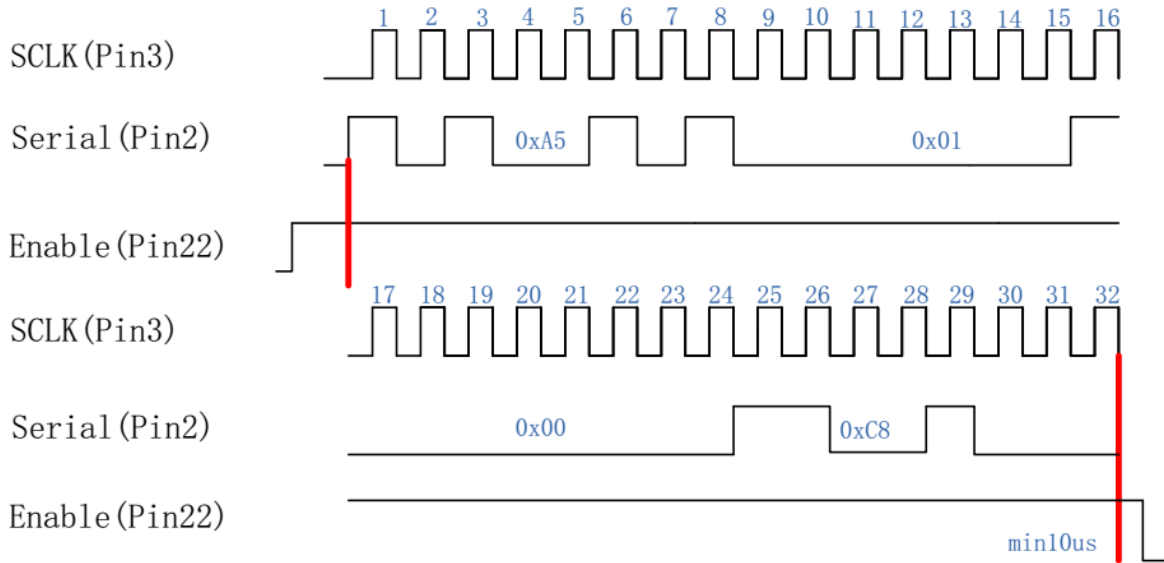 1 2 3 4 5 6 7 8 9 10 11 12 13 14 15 16
SCLK(Pin3)
Serial(Pin2) 0xA5 0x01
Enable(Pin22)
17 18 19 20 21 22 23 24 25 26 27 28 29 30 31 32
SCLK(Pin3)
Serial(Pin2) 0x00 0xC8
Enable(Pin22)
min10us